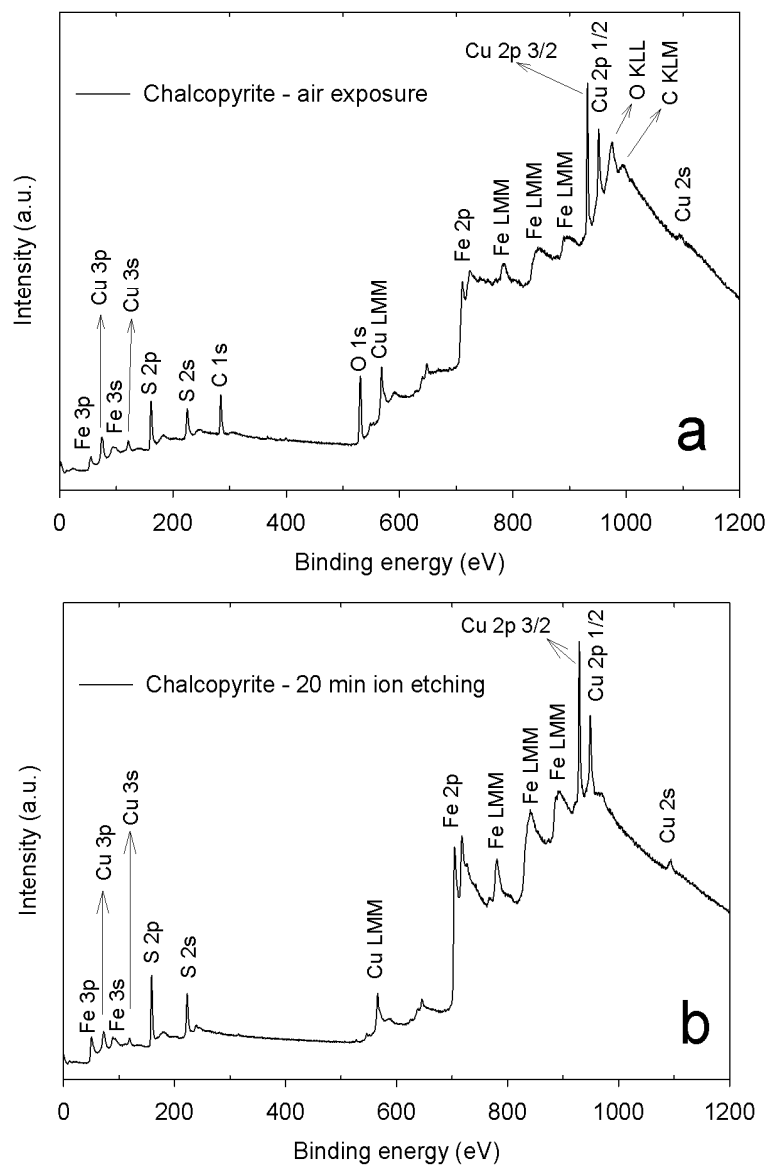 Cu 2p 3/2
Cu 2p 1/2
O KLL
C KLM
Chalcopyrite - air exposure
Fe LMM
Fe LMM
Fe LMM
Cu 2s
Fe 2p
Cu 3p
Cu 3s
Intensity (a.u.)
O 1s
Cu LMM
S 2p
S 2s
C 1s
Fe 3p
Fe 3s
a
0 200 400 600 800 1000 1200
Binding energy (eV)
Cu 2p 3/2
Cu 2p 1/2
Chalcopyrite - 20 min ion etching
Fe LMM
Fe LMM
Fe 2p
Fe LMM
Cu 3s
Cu 2s
Cu 3p
Intensity (a.u.)
S 2p
S 2s
Cu LMM
Fe 3p
Fe 3s
b
0 200 400 600 800 1000 1200
Binding energy (eV)